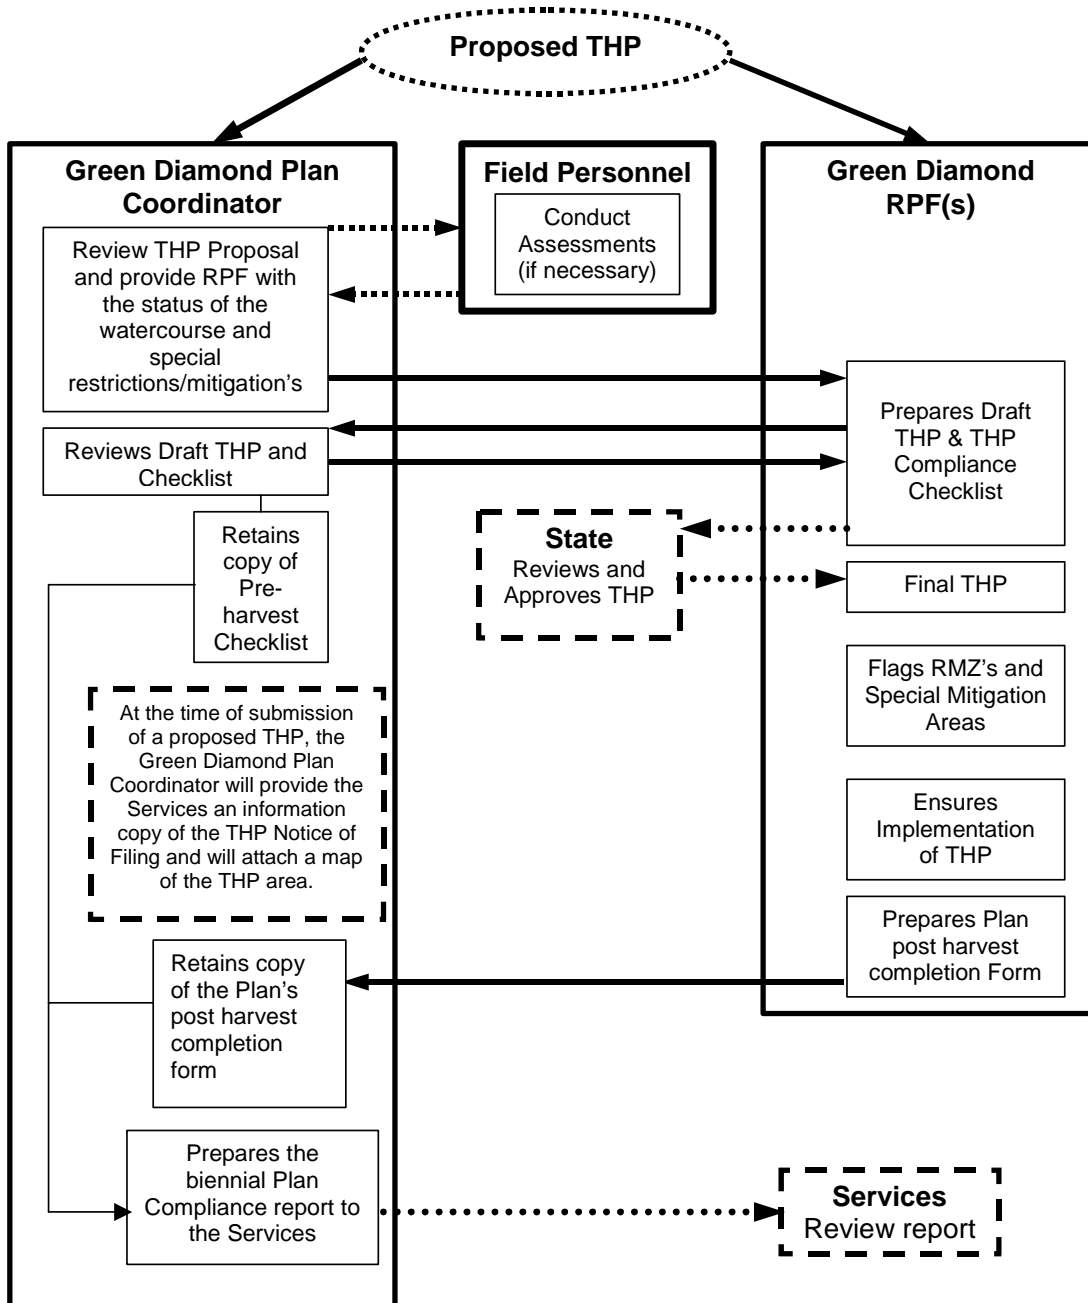 Proposed THP
Green Diamond Plan
Coordinator
Review THP Proposal
and provide RPF with
the status of the
watercourse and
special
restrictions/mitigation's
Reviews Draft THP and
Checklist
Retains
copy of
Pre-
harvest
Checklist
At the time of submission
of a proposed THP, the
Green Diamond Plan
Coordinator will provide the
Services an information
copy of the THP Notice of
Filing and will attach a map
of the THP area.
Retains copy
of the Plan's
post harvest
completion
form
Prepares the
biennial Plan
Compliance report to
the Services
Field Personnel
Conduct
Assessments
(if necessary)
State
Reviews and
Approves THP
Green Diamond
RPF(s)
Prepares Draft
THP & THP
Compliance
Checklist
Final THP
Flags RMZ's and
Special Mitigation
Areas
Ensures
Implementation
of THP
Prepares Plan
post harvest
completion Form
Services
Review report